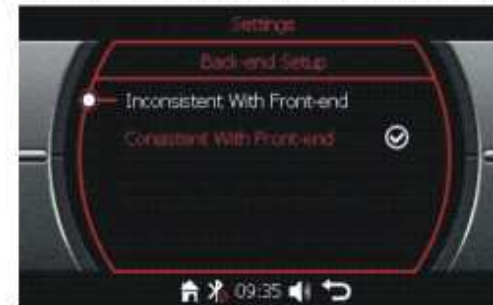 Settings
Back-end Setup
Inconsistent With Front-end
Consistent With Front-end
09:35